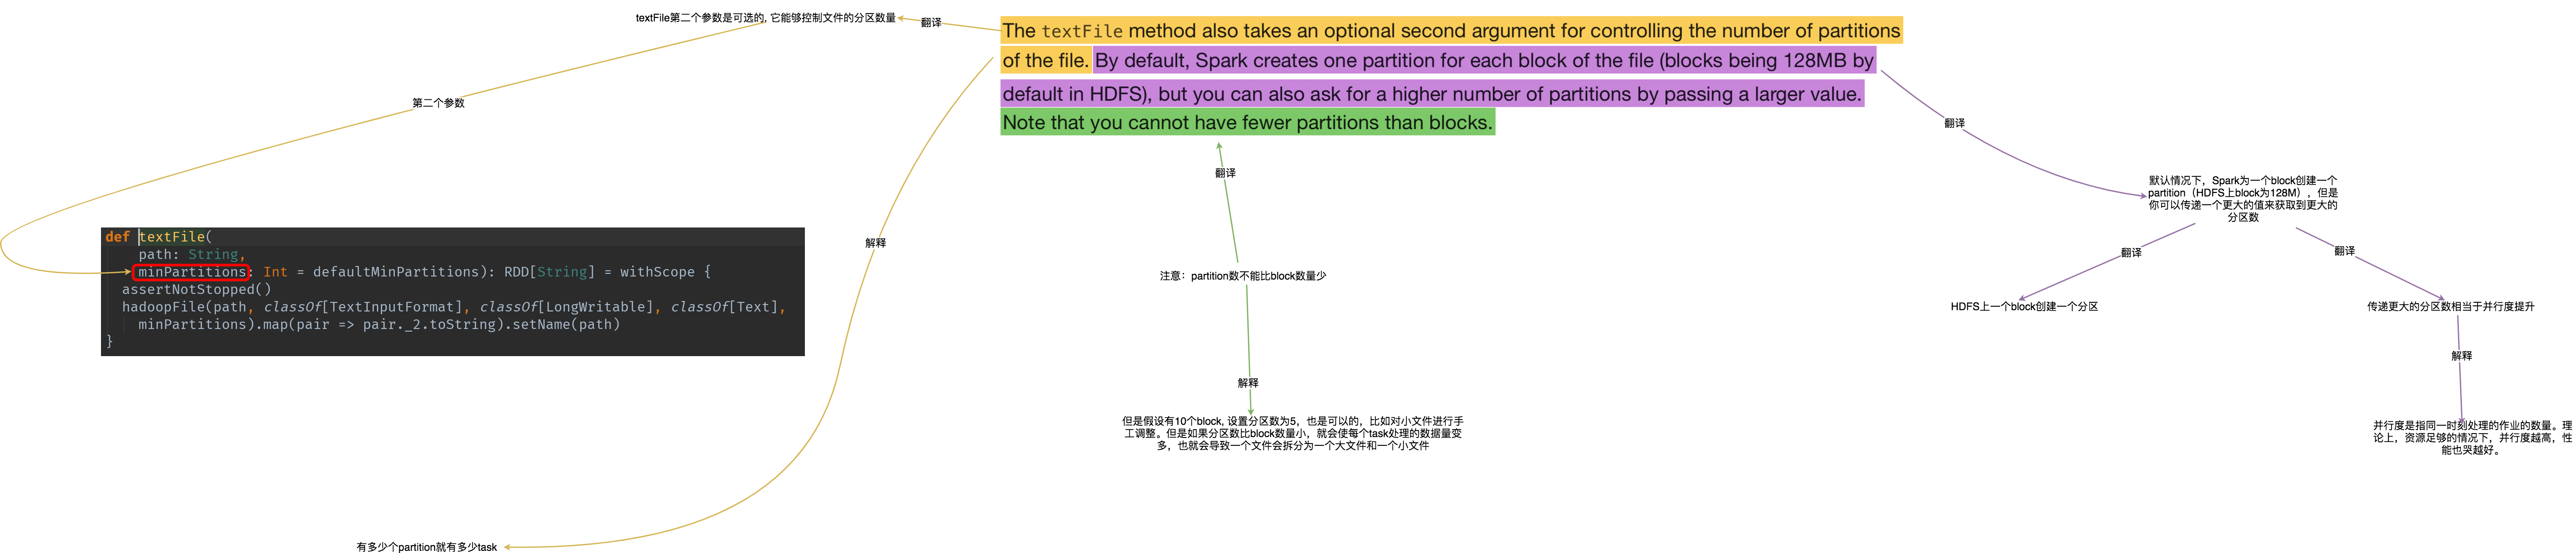 textFile第二个参数是可选的, 它能够控制文件的分区数量
翻译
The textFile method also takes an optional second argument for controlling the number of partitions
of the file. By default, Spark creates one partition for each block of the file (blocks being 128MB by
default in HDFS), but you can also ask for a higher number of partitions by passing a larger value.
Note that you cannot have fewer partitions than blocks.
第二个参数
翻译
翻译
默认情况下，Spark为一个block创建一个
partition（HDFS上block为128M），但是
你可以传递一个更大的值来获取到更大的
分区数
def textFile(
path: String,
minPartitions: Int = defaultMinPartitions): RDD[String] = withScope {
assertNotStopped()
hadoopFile(path, classOf[TextInputFormat], classOf[LongWritable], classOf[Text],
minPartitions).map(pair => pair._2.toString).setName(path)
}
解释
注意：partition数不能比block数量少
翻译
翻译
HDFS上一个block创建一个分区
传递更大的分区数相当于并行度提升
解释
解释
但是假设有10个block, 设置分区数为5，也是可以的，比如对小文件进行手
工调整。但是如果分区数比block数量小，就会使每个task处理的数据量变
多，也就会导致一个文件会拆分为一个大文件和一个小文件
并行度是指同一时刻处理的作业的数量。理
论上，资源足够的情况下，并行度越高，性
能也哭越好。
有多少个partition就有多少task